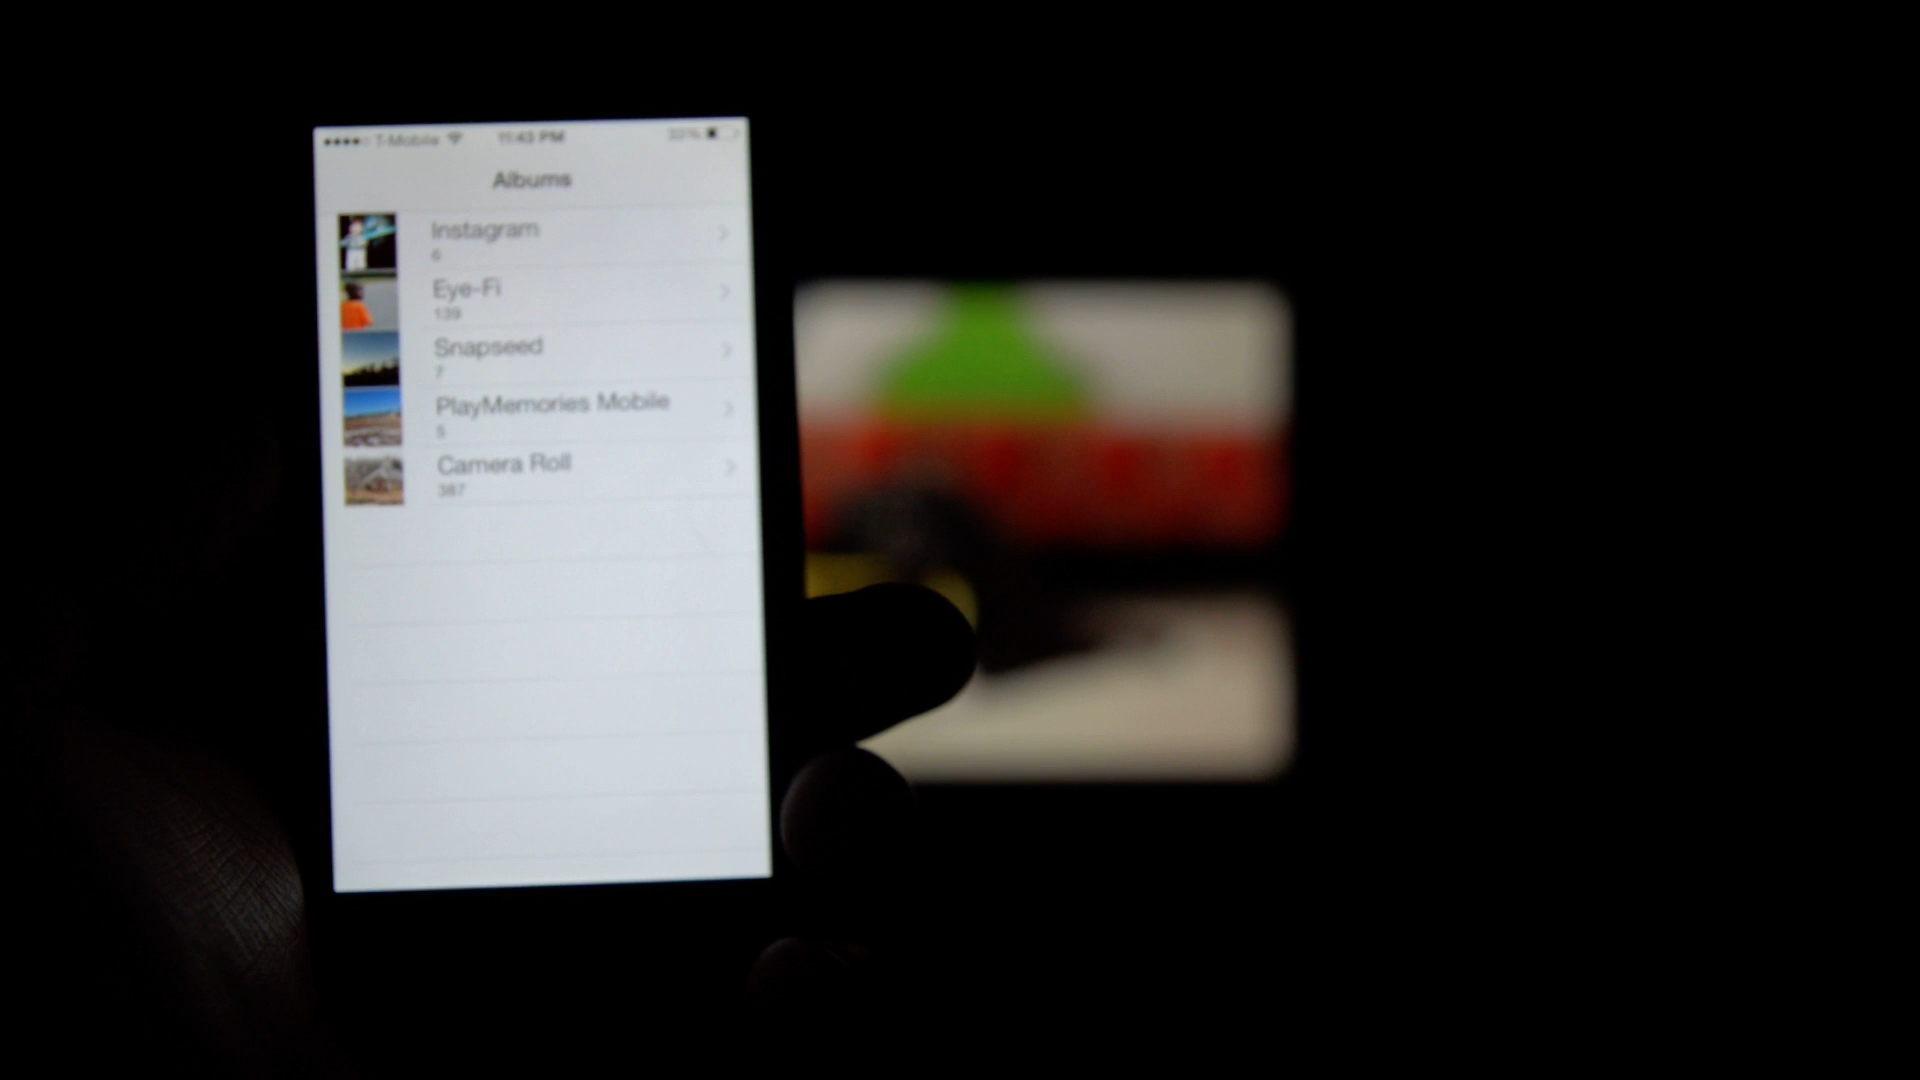 T-Mobile 11:43 PM
Albums
Instagram
6
Eye-Fi
139
Snapseed
7
PlayMemories Mobile
5
Camera Roll
387